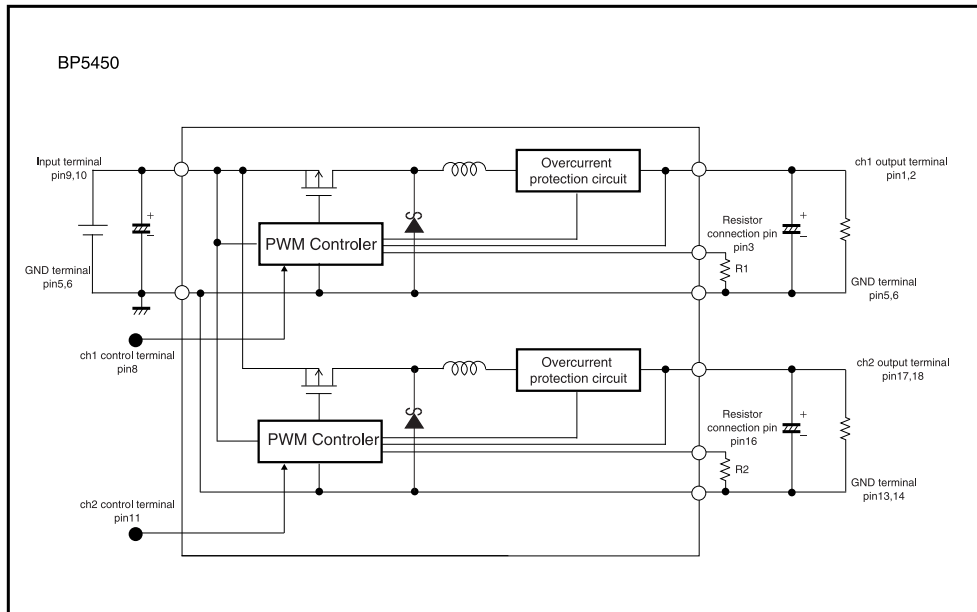 BP5450
Input terminal
pin9,10
Overcurrent
protection circuit
ch1 output terminal
pin1,2
+
-
PWM Controler
Resistor
connection pin
pin3
+
-
R1
GND terminal
pin5,6
GND terminal
pin5,6
ch1 control terminal
pin8
Overcurrent
protection circuit
ch2 output terminal
pin17,18
PWM Controler
Resistor
connection pin
pin16
+
-
R2
GND terminal
pin13,14
ch2 control terminal
pin11